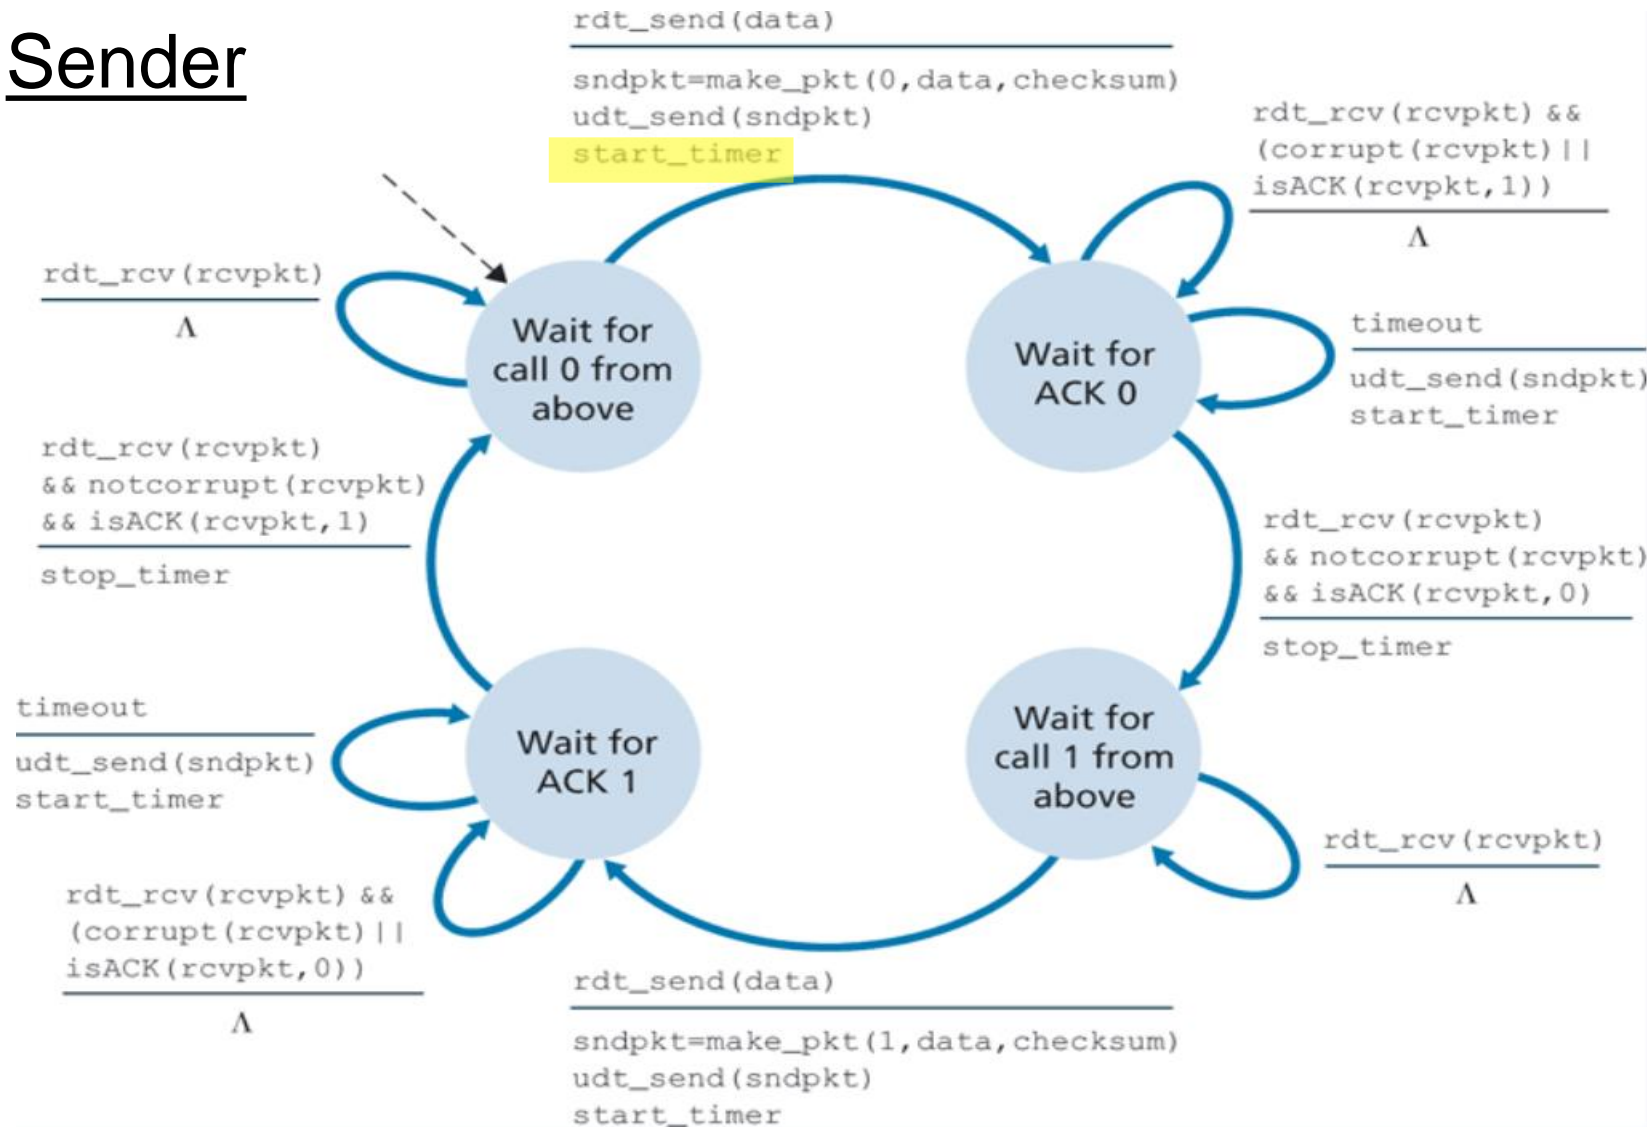 Sender
rdt_send(data)
sndpkt=make_pkt(0,data,checksum)
udt_send(sndpkt)
start_timer
rdt_rcv(rcvpkt) &&
(corrupt(rcvpkt)||
isACK(rcvpkt,1))
Λ
rdt_rcv(rcvpkt)
Λ
Wait for
call 0 from
above
Wait for
ACK 0
timeout
udt_send(sndpkt)
start_timer
rdt_rcv(rcvpkt)
&& notcorrupt(rcvpkt)
&& isACK(rcvpkt,1)
stop_timer
rdt_rcv(rcvpkt)
&& notcorrupt(rcvpkt)
&& isACK(rcvpkt,0)
stop_timer
timeout
udt_send(sndpkt)
start_timer
Wait for
ACK 1
Wait for
call 1 from
above
rdt_rcv(rcvpkt)
Λ
rdt_rcv(rcvpkt) &&
(corrupt(rcvpkt)||
isACK(rcvpkt,0))
Λ
rdt_send(data)
sndpkt=make_pkt(1,data,checksum)
udt_send(sndpkt)
start_timer